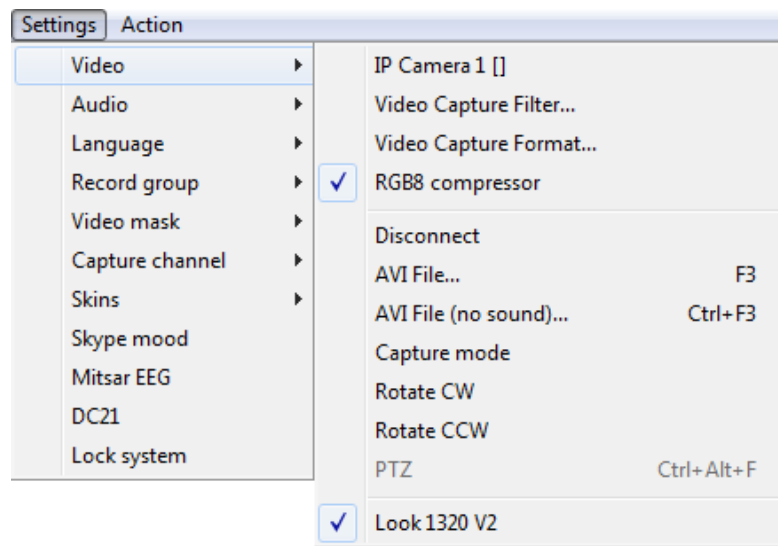 Settings Action
Video
Audio
Language
Record group
Video mask
Capture channel
Skins
Skype mood
Mitsar EEG
DC21
Lock system
IP Camera 1 []
Video Capture Filter...
Video Capture Format...
RGB8 compressor
Disconnect
AVI File... F3
AVI File (no sound)... Ctrl+F3
Capture mode
Rotate CW
Rotate CCW
PTZ Ctrl+Alt+F
Look 1320 V2